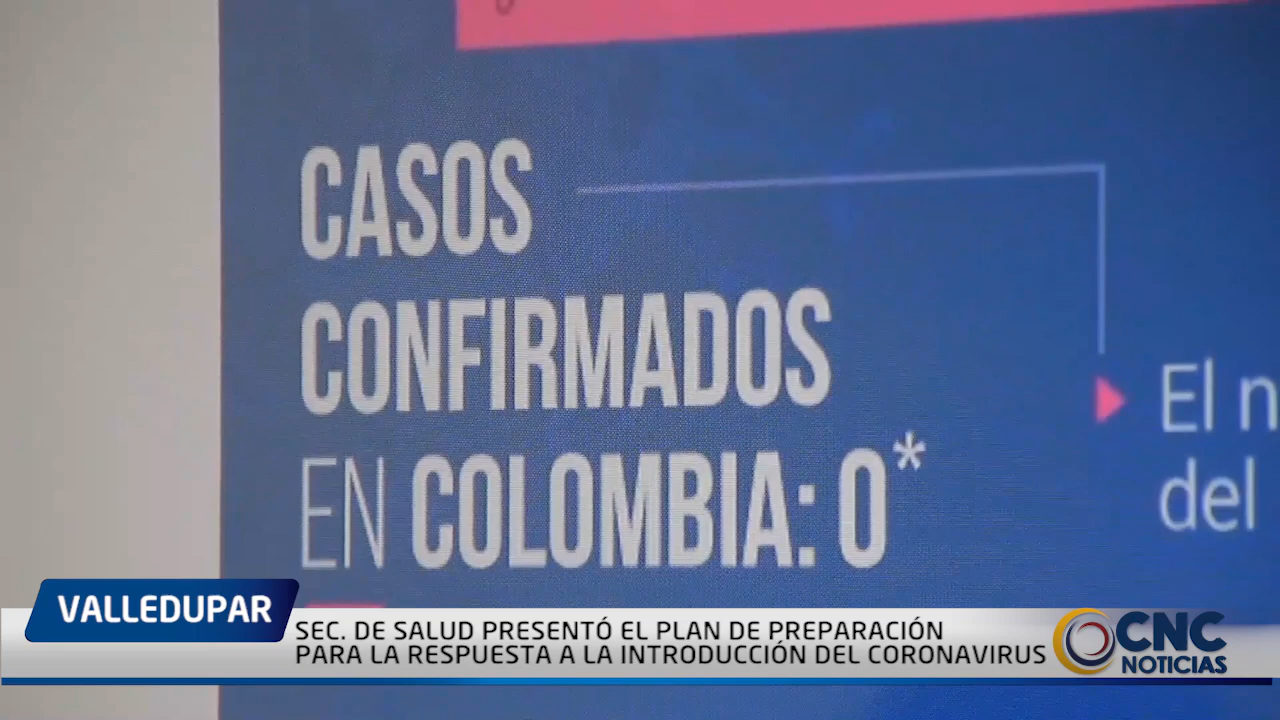 CASOS
CONFIRMADOS
EN COLOMBIA: 0*
El n
del
VALLEDUPAR
SEC. DE SALUD PRESENTÓ EL PLAN DE PREPARACIÓN
PARA LA RESPUESTA A LA INTRODUCCIÓN DEL CORONAVIRUS
CNC
NOTICIAS